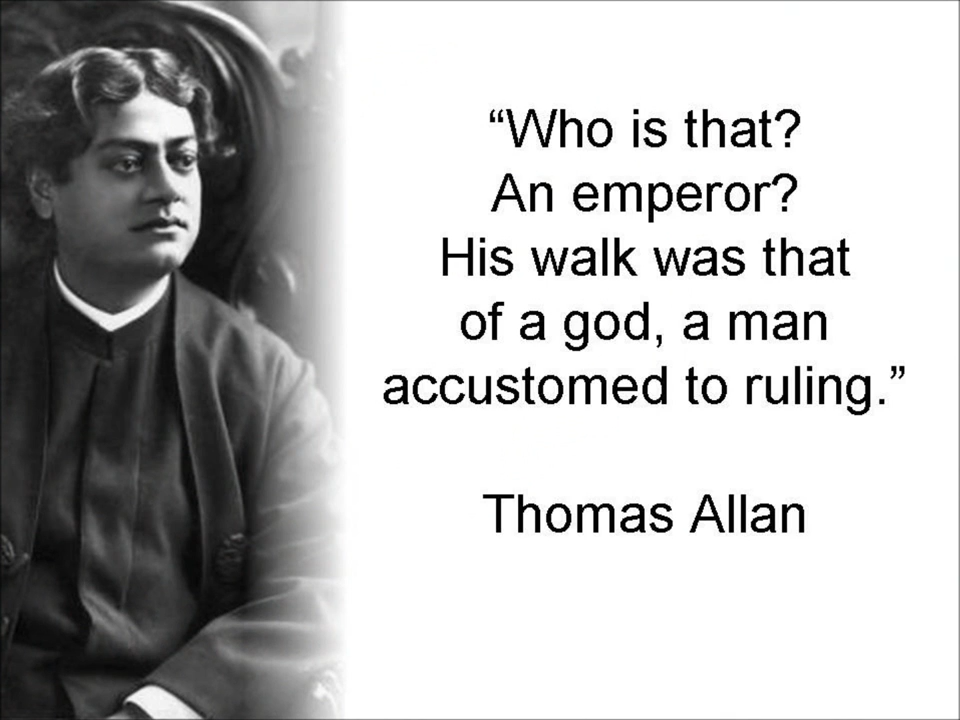 “Who is that?
An emperor?
His walk was that
of a god, a man
accustomed to ruling.”
Thomas Allan